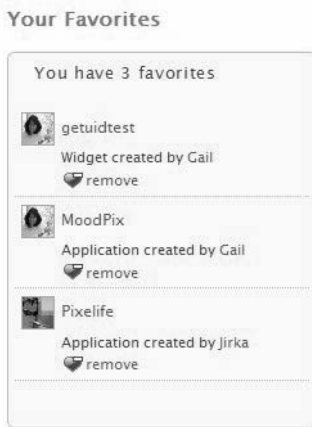 Your Favorites
You have 3 favorites
getuidtest
Widget created by Gail
remove
MoodPix
Application created by Gail
remove
Pixelife
Application created by Jirka
remove